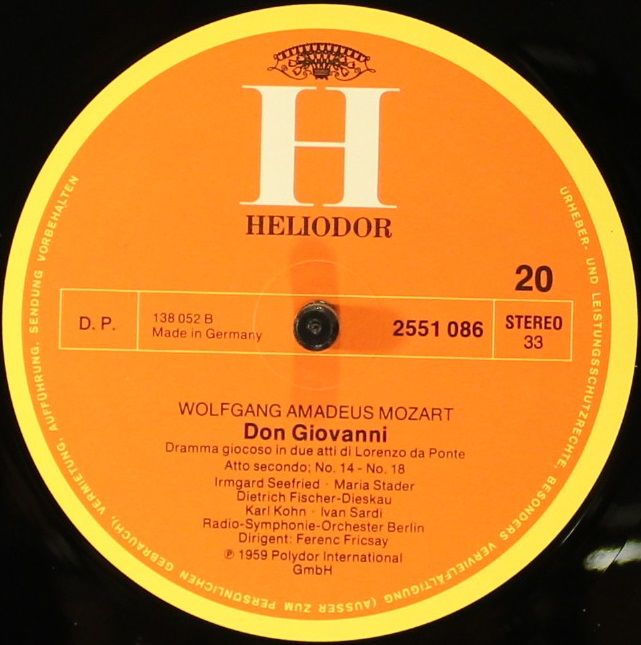 H
HELIODOR
20
D. P.
138 052 B
Made in Germany
2551 086
STEREO
33
WOLFGANG AMADEUS MOZART
Don Giovanni
Dramma giocoso in due atti di Lorenzo da Ponte
Atto secondo; No. 14 - No. 18
Irmgard Seefried · Maria Stader
Dietrich Fischer-Dieskau
Karl Kohn · Ivan Sardi
Radio-Symphonie-Orchester Berlin
Dirigent: Ferenc Fricsay
℗ 1959 Polydor International
GmbH
URHEBER- UND LEISTUNGSSCHUTZRECHTE, BESONDERS VERVIELFÄLTIGUNG (AUSSER ZUM PERSÖNLICHEN GEBRAUCH), VERMIETUNG, AUFFÜHRUNG, SENDUNG VORBEHALTEN